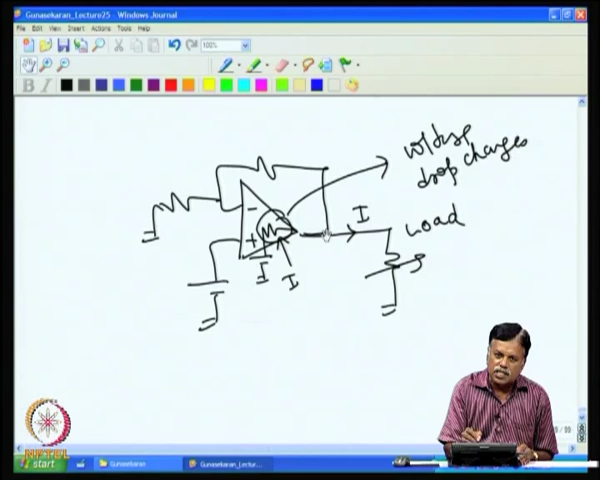 Gunasekaran_Lecture25 - Windows Journal
File Edit View Insert Actions Tools Help
100%
B I
voltage
drop changes
I
Load
-
+
I
I
NPTEL
start
Gunasekaran
Gunasekaran_Lectur...